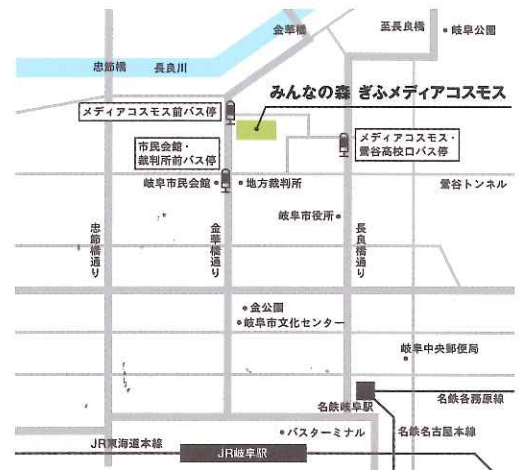 金華橋
至長良橋
岐阜公園
忠節橋
長良川
みんなの森 ぎふメディアコスモス
メディアコスモス前バス停
メディアコスモス・
鶯谷高校口バス停
市民会館・
裁判所前バス停
岐阜市民会館
地方裁判所
鶯谷トンネル
岐阜市役所
忠節橋通り
金華橋通り
長良橋通り
金公園
岐阜市文化センター
岐阜中央郵便局
名鉄岐阜駅
名鉄各務原線
バスターミナル
名鉄名古屋本線
JR東海道本線
JR岐阜駅